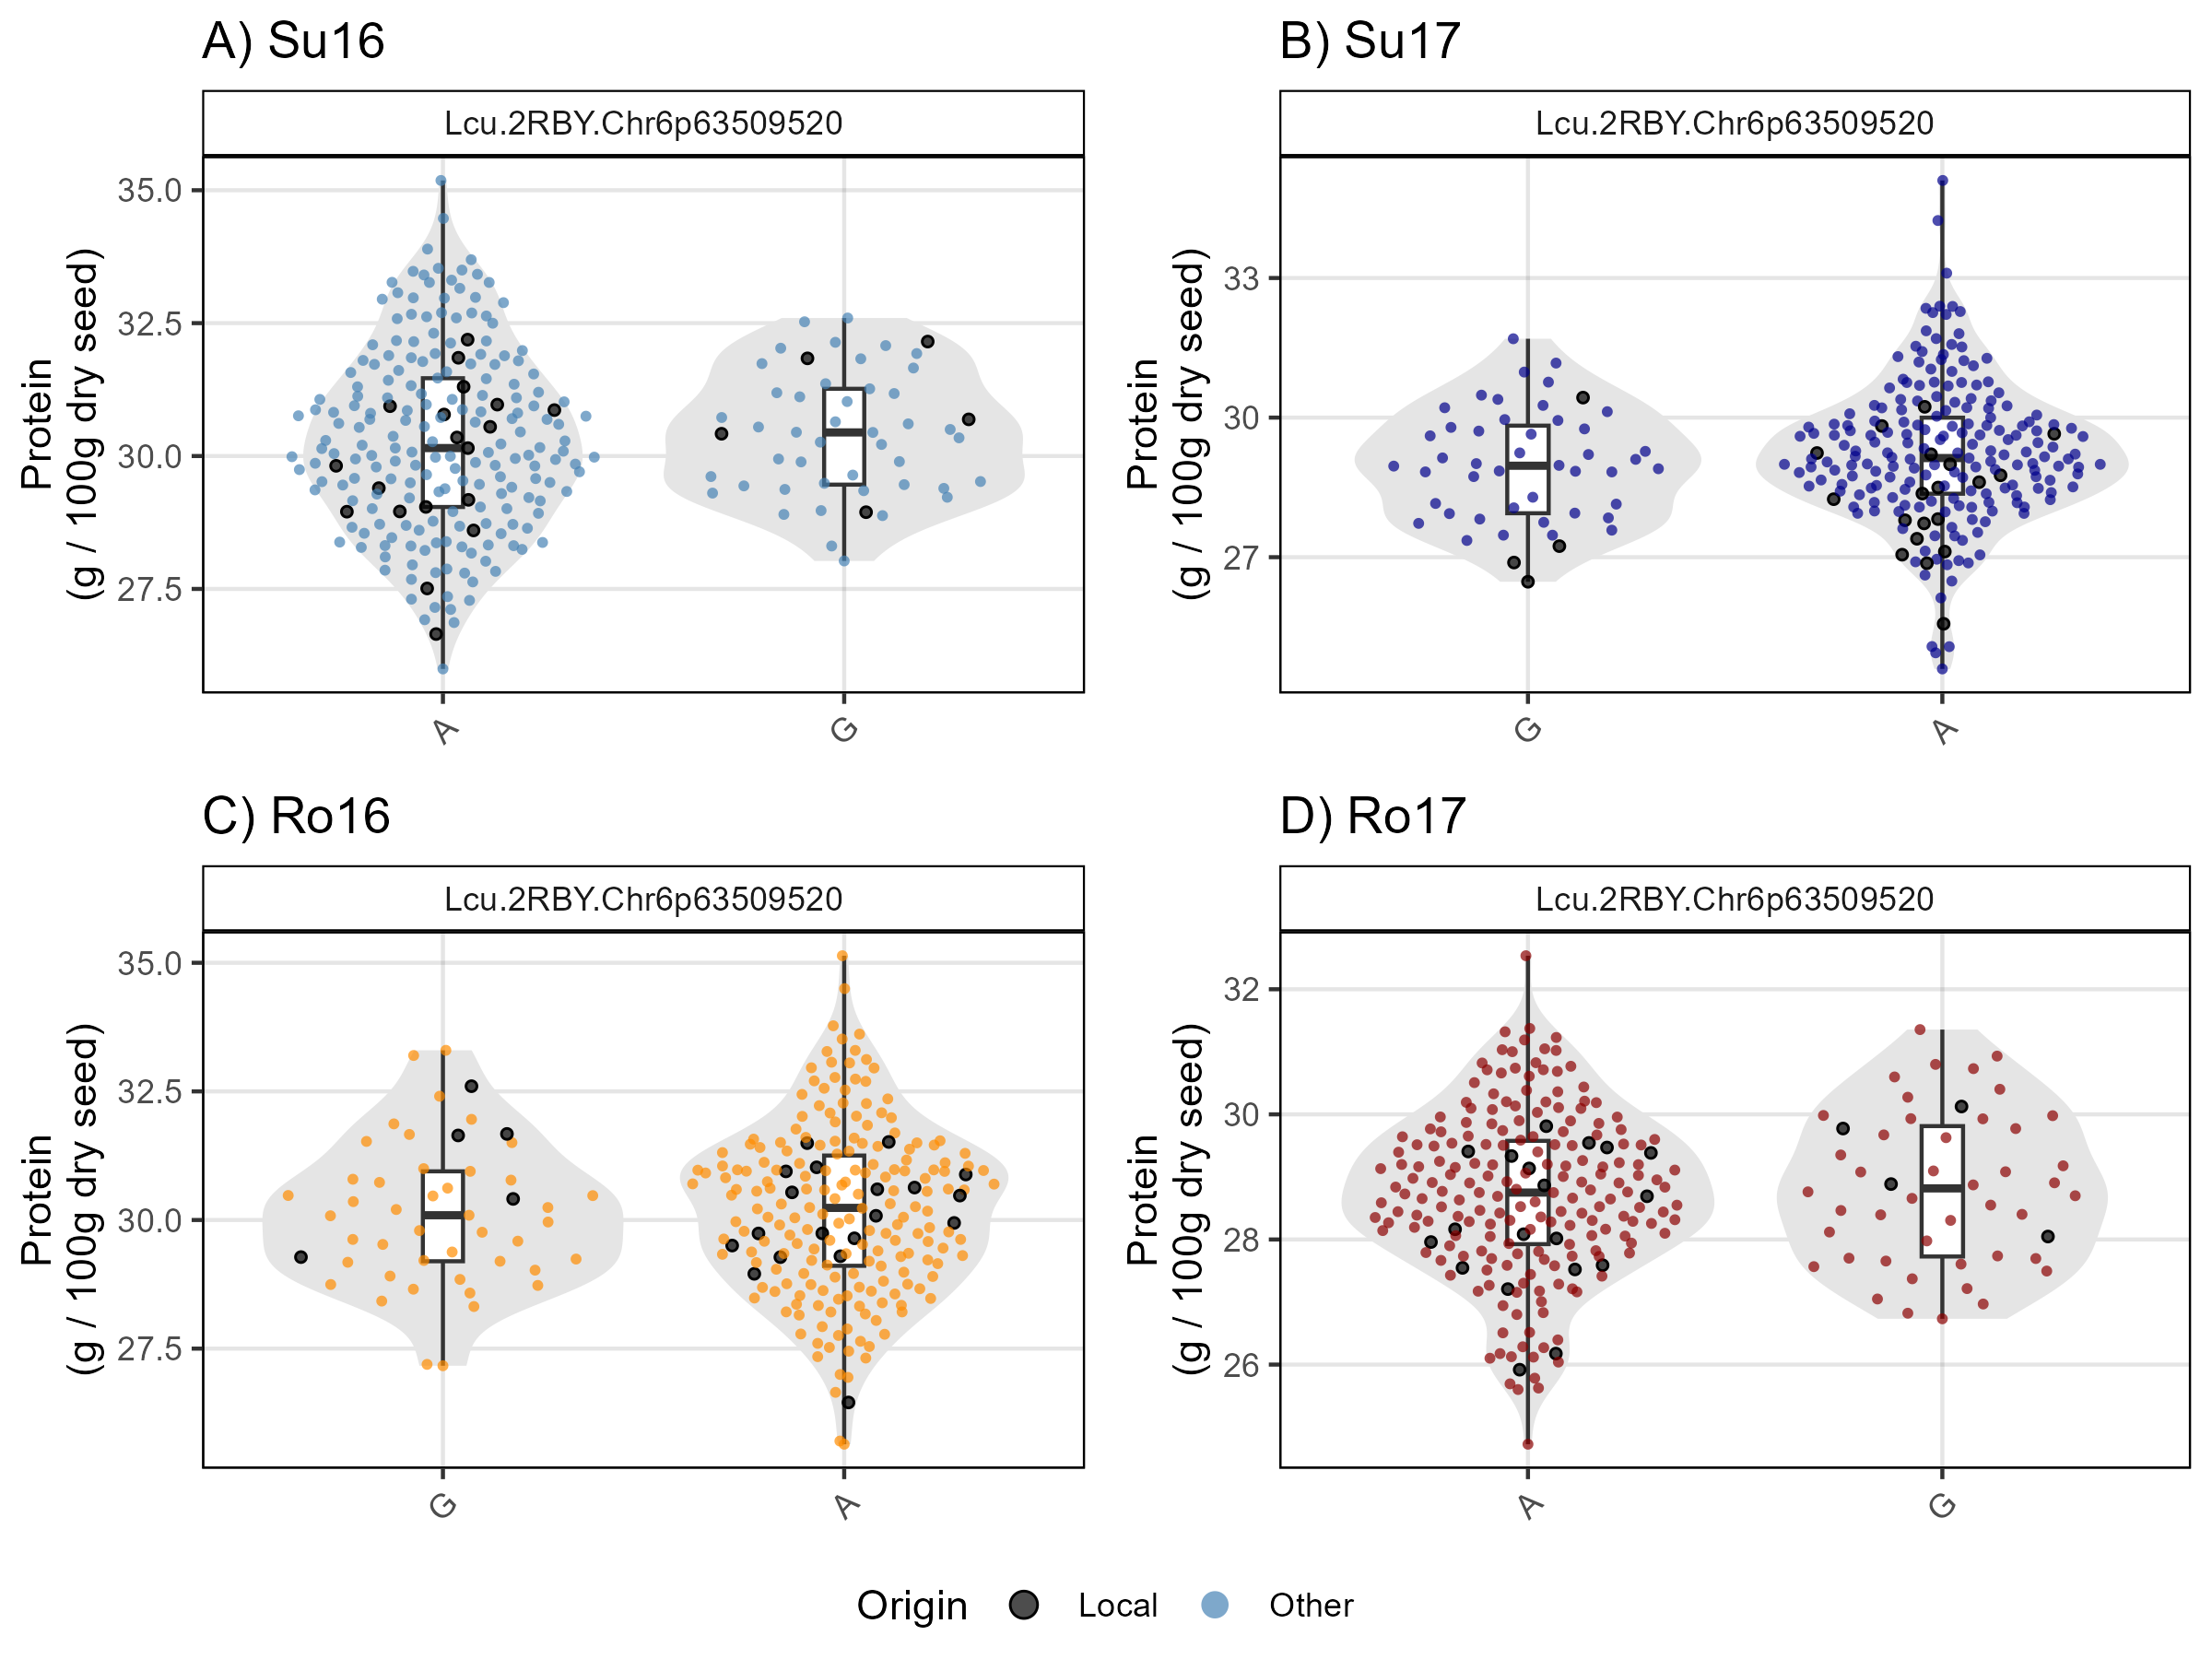 A) Su16
Lcu.2RBY.Chr6p63509520
Protein
(g / 100g dry seed)
35.0
32.5
30.0
27.5
A
G
B) Su17
Lcu.2RBY.Chr6p63509520
Protein
(g / 100g dry seed)
33
30
27
G
A
C) Ro16
Lcu.2RBY.Chr6p63509520
Protein
(g / 100g dry seed)
35.0
32.5
30.0
27.5
G
A
D) Ro17
Lcu.2RBY.Chr6p63509520
Protein
(g / 100g dry seed)
32
30
28
26
A
G
Origin Local Other